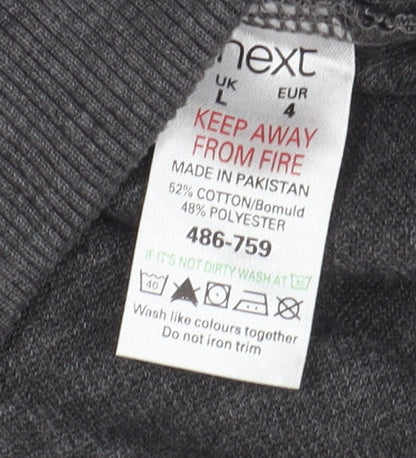 next
UK EUR
L 4
KEEP AWAY
FROM FIRE
MADE IN PAKISTAN
52% COTTON/Bomuld
48% POLYESTER
486-759
IF IT'S NOT DIRTY WASH AT 30
40
Wash like colours together
Do not iron trim